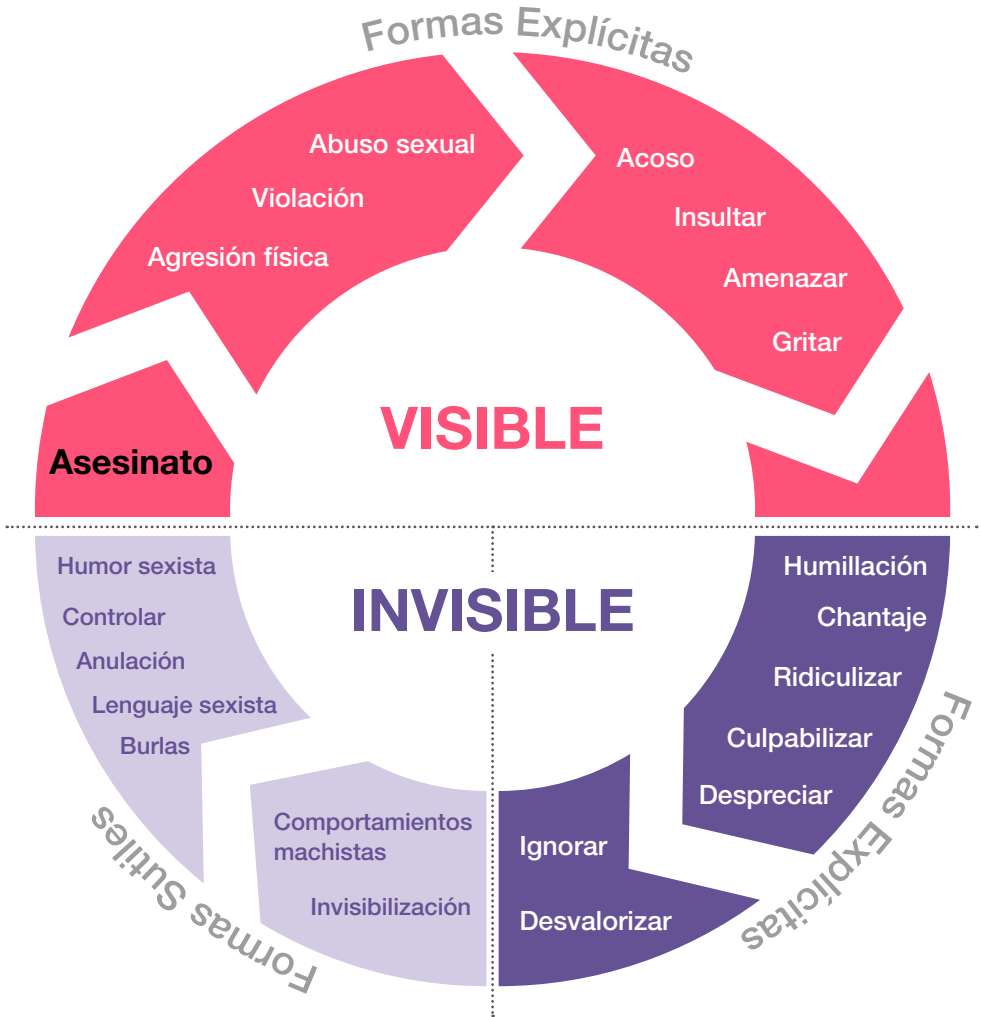 Formas Explícitas
Abuso sexual
Violación
Agresión física
Asesinato
Acoso
Insultar
Amenazar
Gritar
VISIBLE
INVISIBLE
Humor sexista
Controlar
Anulación
Lenguaje sexista
Burlas
Comportamientos
machistas
Invisibilización
Formas Sutiles
Humillación
Chantaje
Ridiculizar
Culpabilizar
Despreciar
Ignorar
Desvalorizar
Formas Explícitas